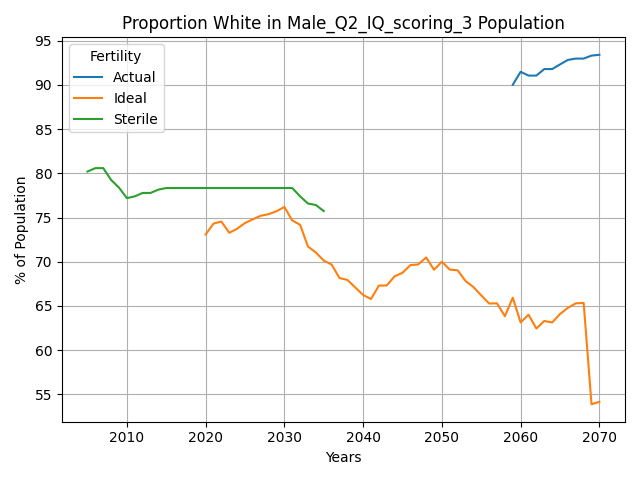 Proportion White in Male_Q2_IQ_scoring_3 Population
Fertility
Actual
Ideal
Sterile
% of Population
95
90
85
80
75
70
65
60
55
2010 2020 2030 2040 2050 2060 2070
Years